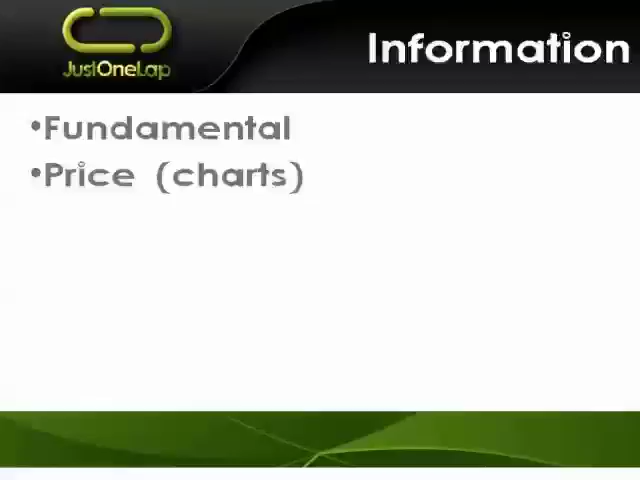 JustOneLap
Information
•Fundamental
•Price (charts)